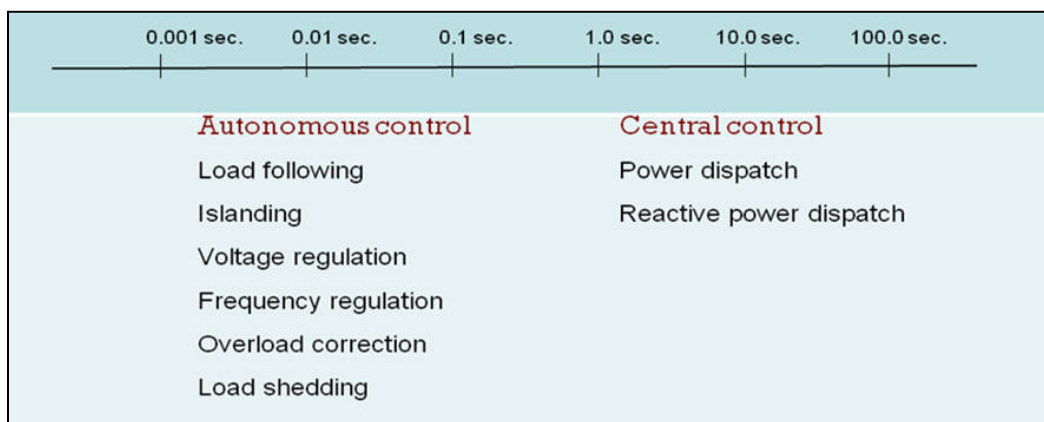 0.001 sec. 0.01 sec. 0.1 sec. 1.0 sec. 10.0 sec. 100.0 sec.
Autonomous control
Load following
Islanding
Voltage regulation
Frequency regulation
Overload correction
Load shedding
Central control
Power dispatch
Reactive power dispatch